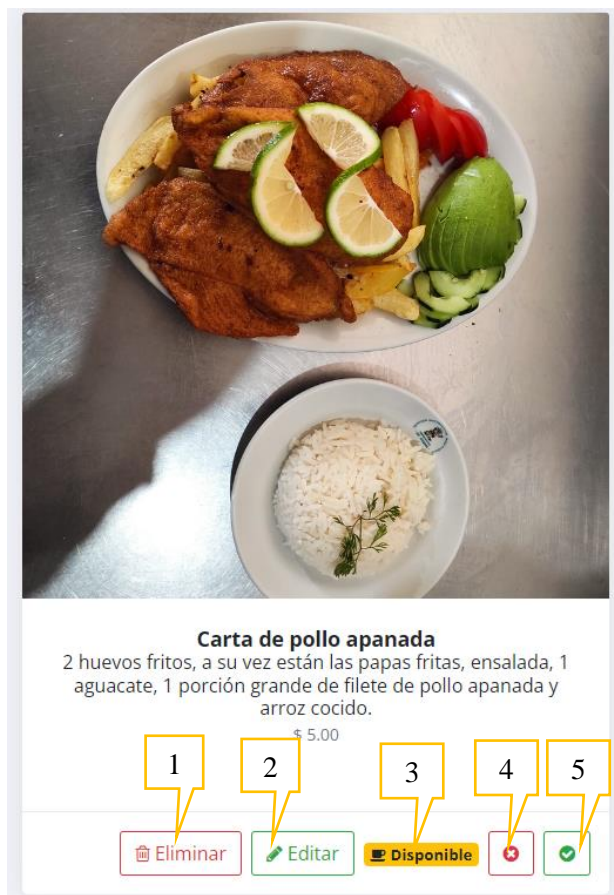 Carta de pollo apanada
2 huevos fritos, a su vez están las papas fritas, ensalada, 1
aguacate, 1 porción grande de filete de pollo apanada y
arroz cocido.
$ 5.00
1 2 3 4 5
Eliminar Editar Disponible